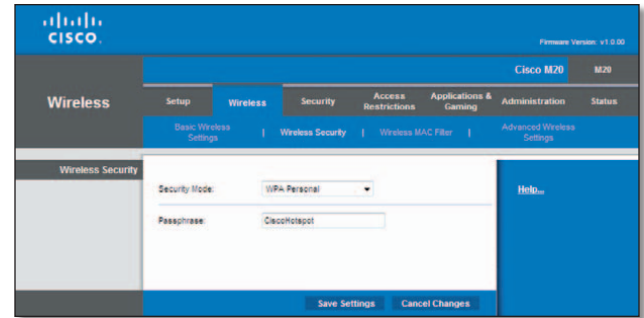 CISCO
Firmware Version: v1.0.00
Cisco M20 M20
Wireless
Setup Wireless Security Access Restrictions Applications & Gaming Administration Status
Basic Wireless Settings | Wireless Security | Wireless MAC Filter | Advanced Wireless Settings
Wireless Security
Security Mode: WPA Personal
Help...
Passphrase: CiscoHotspot
Save Settings Cancel Changes